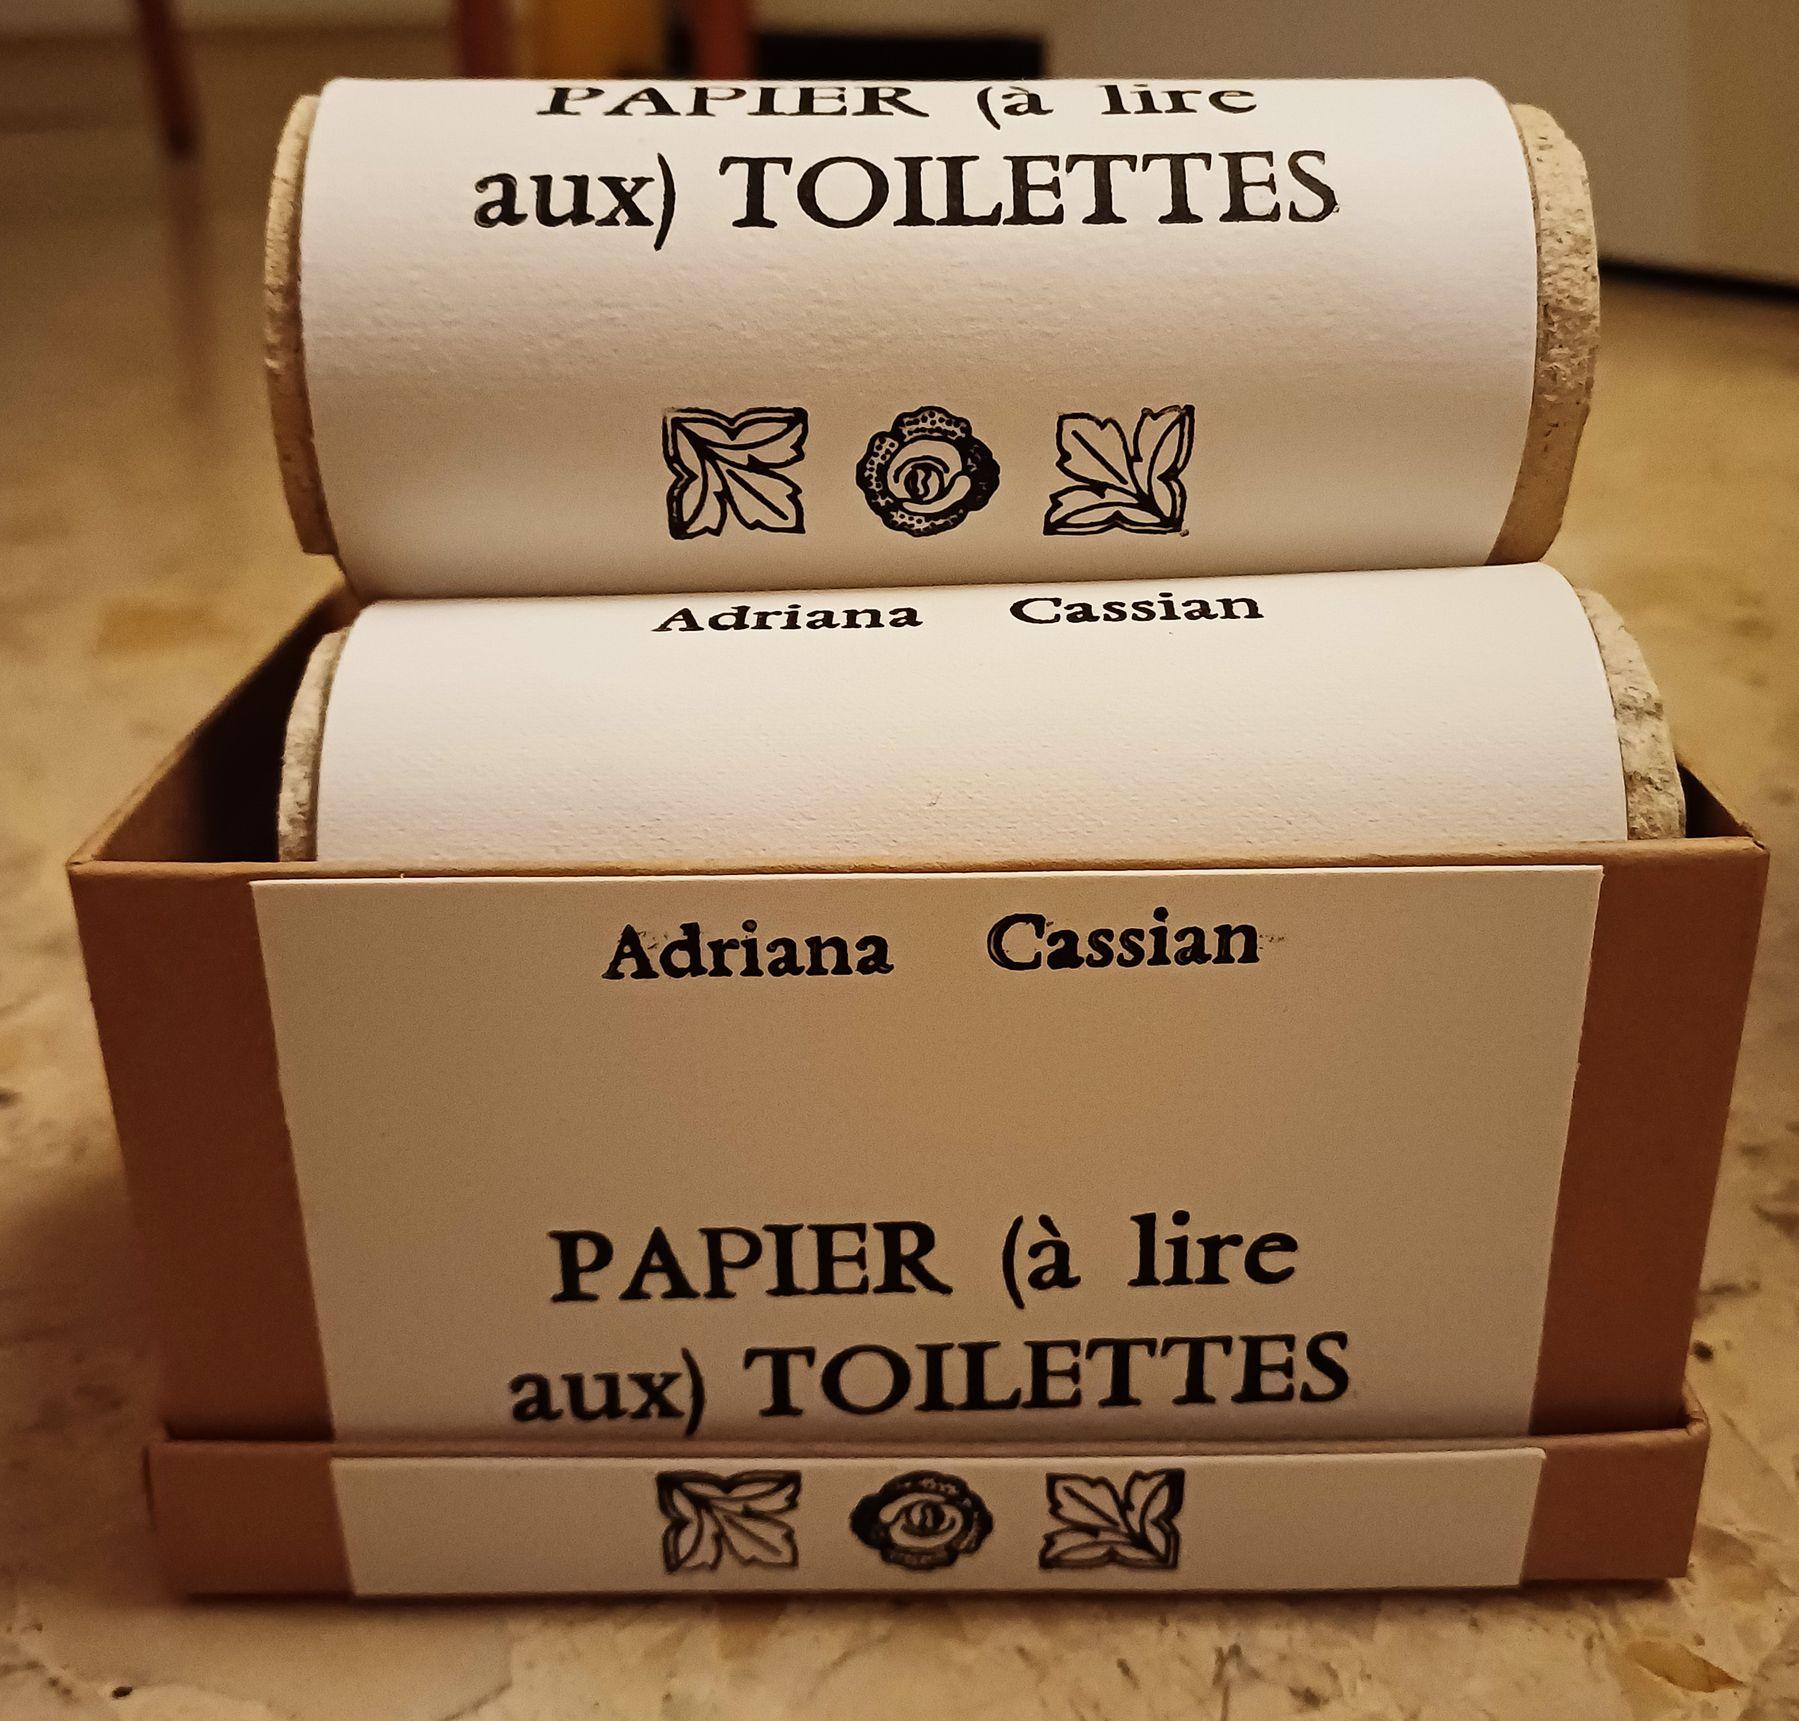 PAPIER (à lire
aux) TOILETTES
Adriana Cassian
Adriana Cassian
PAPIER (à lire
aux) TOILETTES